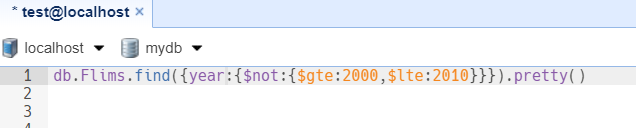 * test@localhost ×
localhost ▼ mydb ▼
1 db.Flims.find({year:{$not:{$gte:2000,$lte:2010}}}).pretty()
2
3